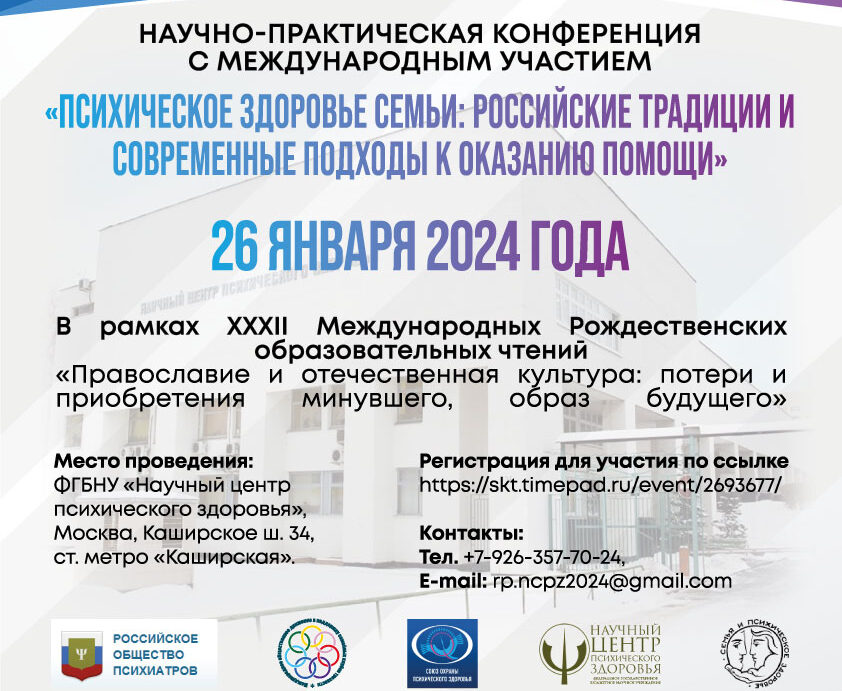 НАУЧНО-ПРАКТИЧЕСКАЯ КОНФЕРЕНЦИЯ
С МЕЖДУНАРОДНЫМ УЧАСТИЕМ
«ПСИХИЧЕСКОЕ ЗДОРОВЬЕ СЕМЬИ: РОССИЙСКИЕ ТРАДИЦИИ И
СОВРЕМЕННЫЕ ПОДХОДЫ К ОКАЗАНИЮ ПОМОЩИ»
26 ЯНВАРЯ 2024 ГОДА
НАУЧНЫЙ ЦЕНТР ПСИХИЧЕСКОГО
В рамках XXXII Международных Рождественских
образовательных чтений
«Православие и отечественная культура: потери и
приобретения минувшего, образ будущего»
Место проведения:
ФГБНУ «Научный центр
психического здоровья»,
Москва, Каширское ш. 34,
ст. метро «Каширская».
Регистрация для участия по ссылке
https://skt.timepad.ru/event/2693677/
Контакты:
Тел. +7-926-357-70-24,
E-mail: rp.ncpz2024@gmail.com
РОССИЙСКОЕ
ОБЩЕСТВО
ПСИХИАТРОВ
СОЮЗ ОХРАНЫ
ПСИХИЧЕСКОГО ЗДОРОВЬЯ
НАУЧНЫЙ
ЦЕНТР
ПСИХИЧЕСКОГО
ЗДОРОВЬЯ
СЕМЬЯ И ПСИХИЧЕСКОЕ ЗДОРОВЬЕ